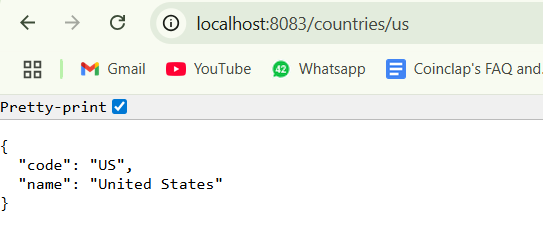 localhost:8083/countries/us
Gmail YouTube 42 Whatsapp Coinclap's FAQ and
Pretty-print
{
  "code": "US",
  "name": "United States"
}